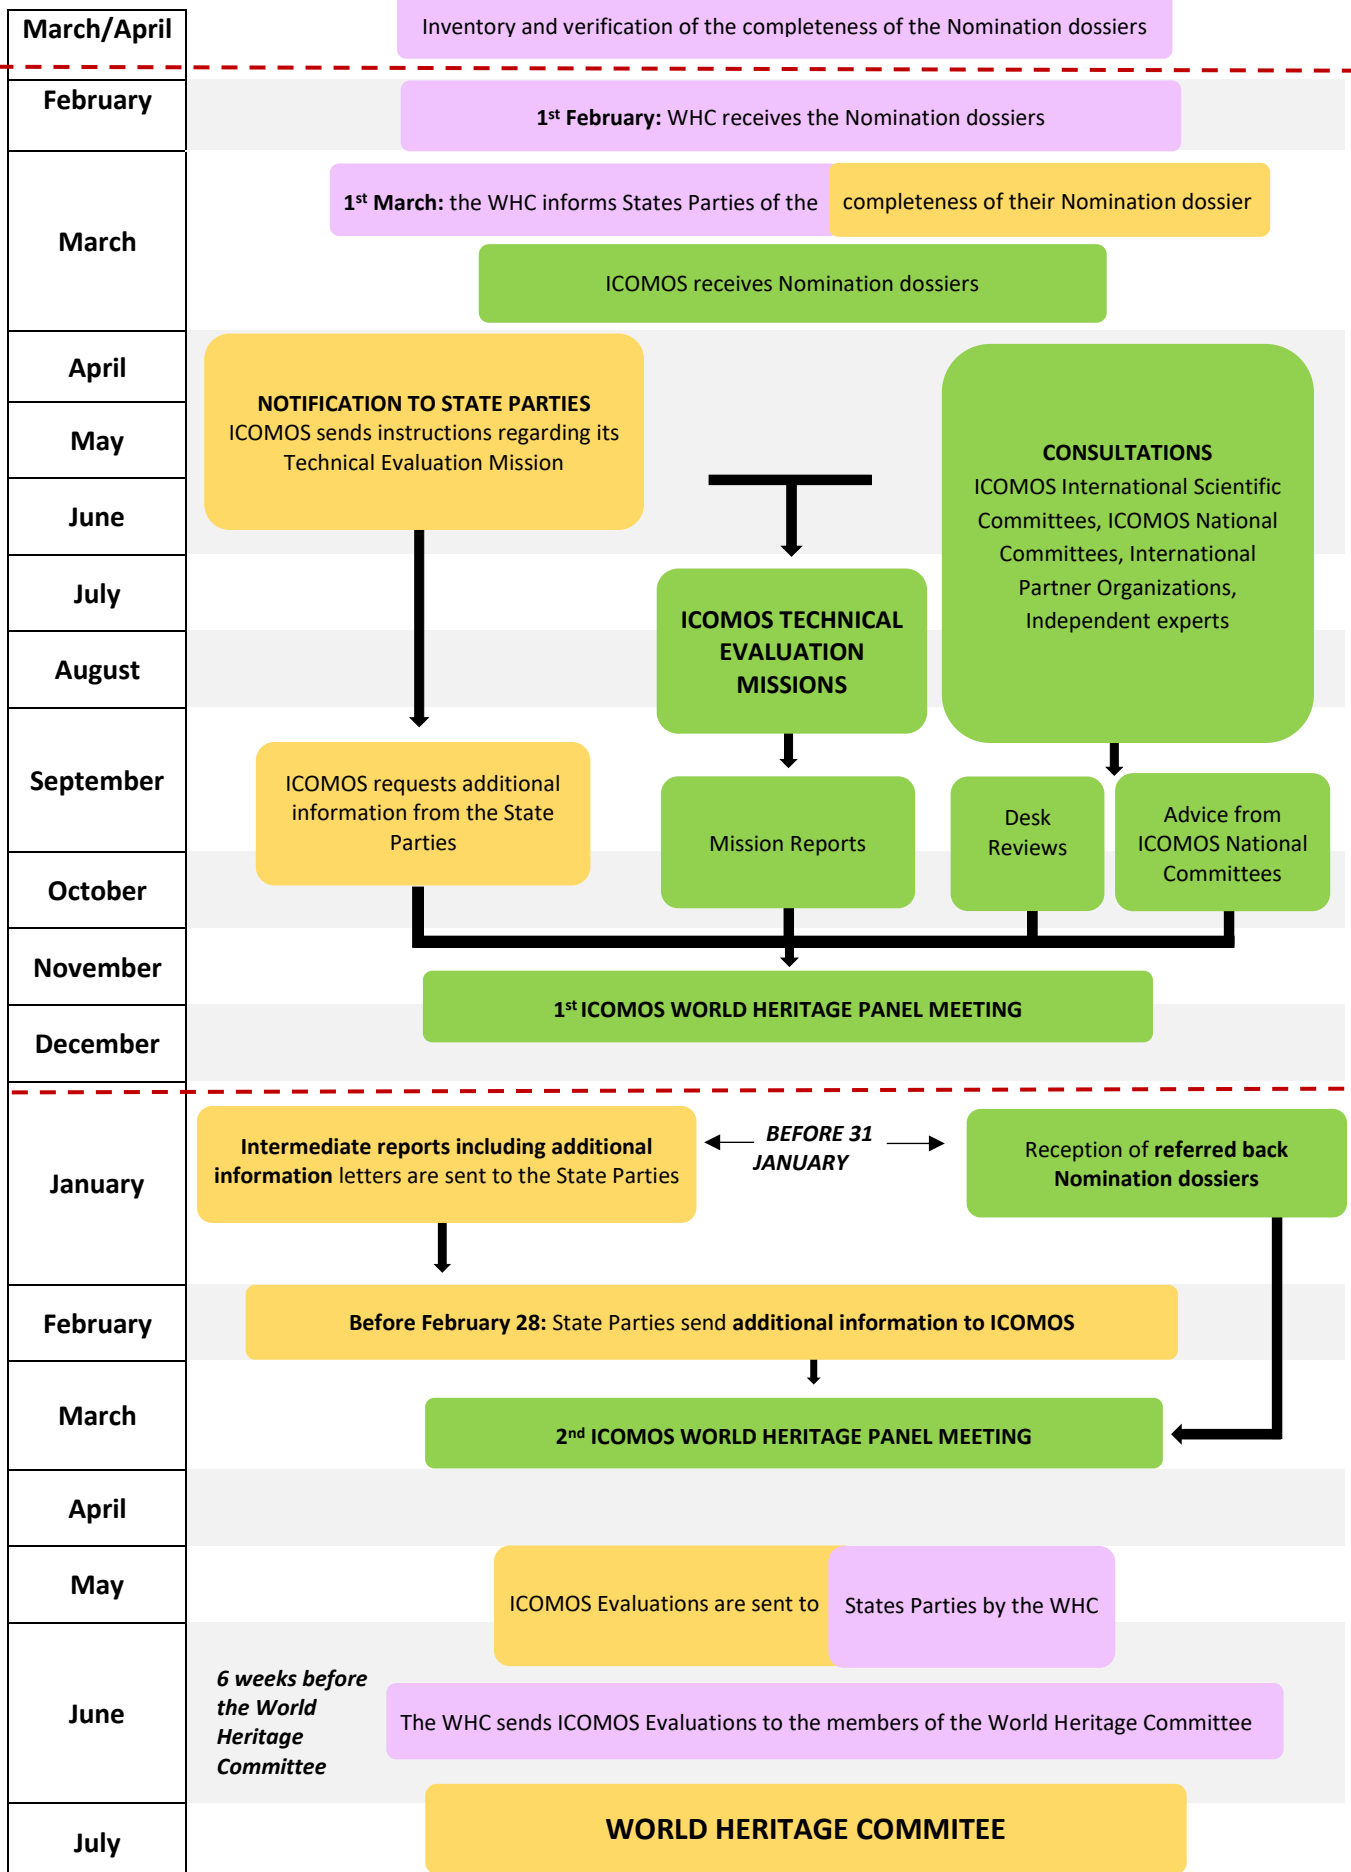 March/April
Inventory and verification of the completeness of the Nomination dossiers
February
1st February: WHC receives the Nomination dossiers
March
1st March: the WHC informs States Parties of the completeness of their Nomination dossier
ICOMOS receives Nomination dossiers
April
May
June
July
August
September
October
November
December
NOTIFICATION TO STATE PARTIES
ICOMOS sends instructions regarding its
Technical Evaluation Mission
CONSULTATIONS
ICOMOS International Scientific
Committees, ICOMOS National
Committees, International
Partner Organizations,
Independent experts
ICOMOS TECHNICAL
EVALUATION
MISSIONS
ICOMOS requests additional
information from the State
Parties
Mission Reports
Desk
Reviews
Advice from
ICOMOS National
Committees
1st ICOMOS WORLD HERITAGE PANEL MEETING
January
Intermediate reports including additional
information letters are sent to the State Parties
BEFORE 31
JANUARY
Reception of referred back
Nomination dossiers
February
Before February 28: State Parties send additional information to ICOMOS
March
2nd ICOMOS WORLD HERITAGE PANEL MEETING
April
May
ICOMOS Evaluations are sent to States Parties by the WHC
June
6 weeks before
the World
Heritage
Committee
The WHC sends ICOMOS Evaluations to the members of the World Heritage Committee
July
WORLD HERITAGE COMMITEE